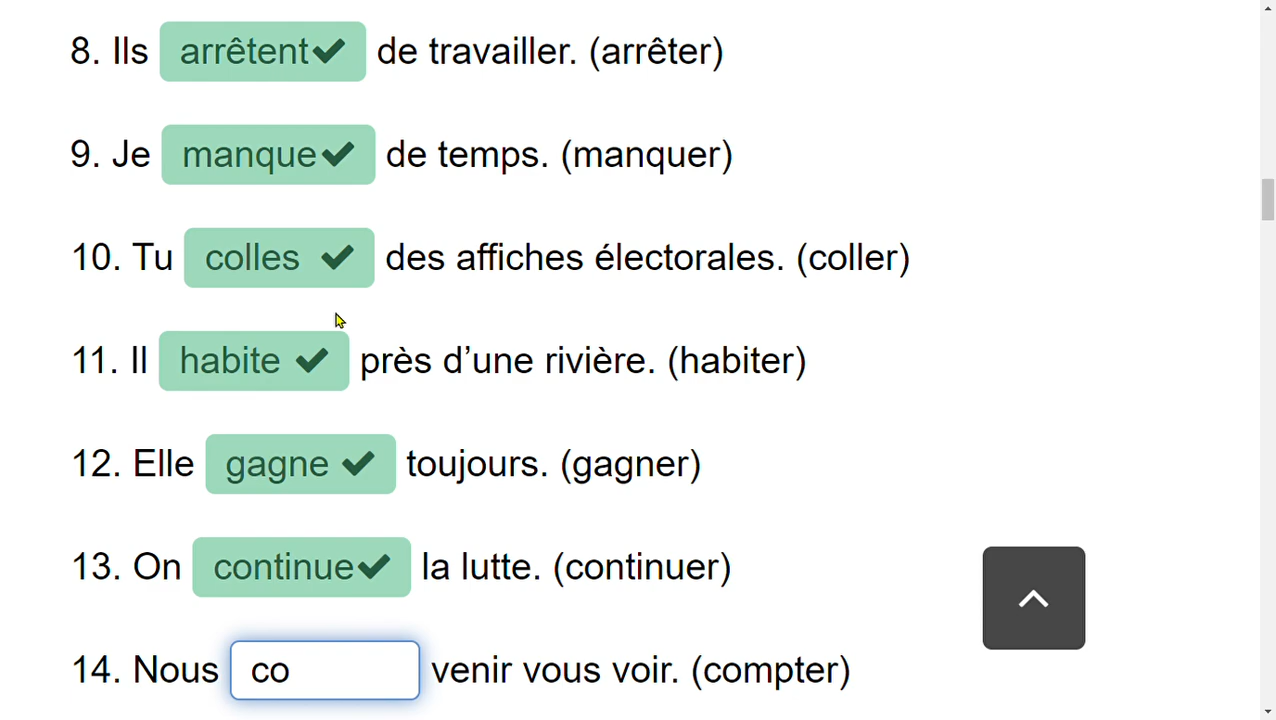 8. Ils arrêtent de travailler. (arrêter)
9. Je manque de temps. (manquer)
10. Tu colles des affiches électorales. (coller)
11. Il habite près d’une rivière. (habiter)
12. Elle gagne toujours. (gagner)
13. On continue la lutte. (continuer)
14. Nous co venir vous voir. (compter)